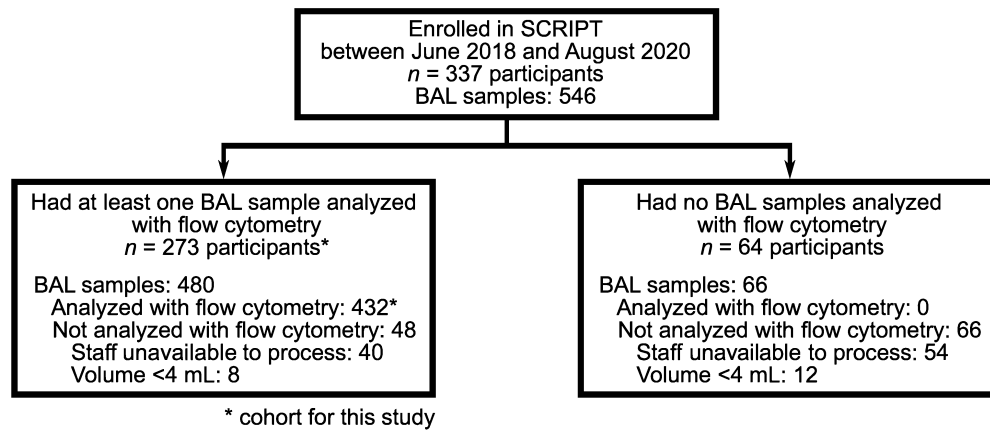 Enrolled in SCRIPT
between June 2018 and August 2020
n = 337 participants
BAL samples: 546
Had at least one BAL sample analyzed
with flow cytometry
n = 273 participants*
BAL samples: 480
Analyzed with flow cytometry: 432*
Not analyzed with flow cytometry: 48
Staff unavailable to process: 40
Volume <4 mL: 8
Had no BAL samples analyzed
with flow cytometry
n = 64 participants
BAL samples: 66
Analyzed with flow cytometry: 0
Not analyzed with flow cytometry: 66
Staff unavailable to process: 54
Volume <4 mL: 12
* cohort for this study